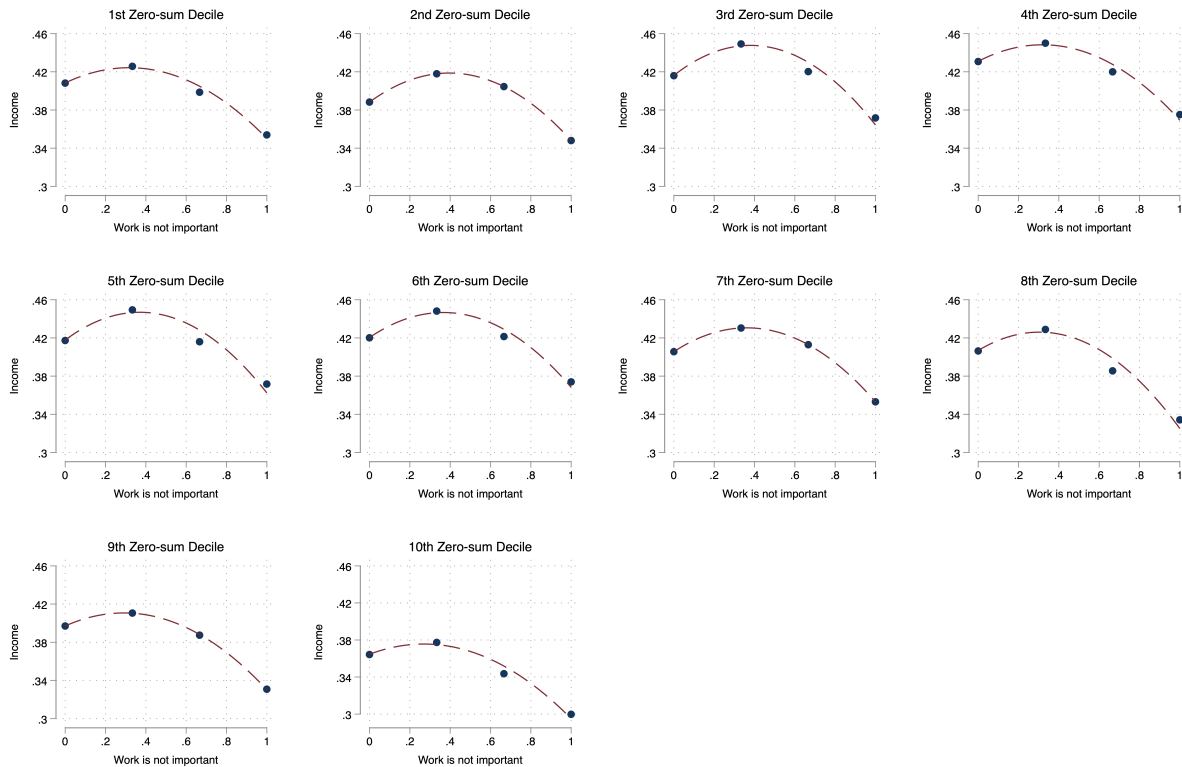 1st Zero-sum Decile
.46
.42
.38
.34
.3
Income
0 .2 .4 .6 .8 1
Work is not important
2nd Zero-sum Decile
.46
.42
.38
.34
.3
Income
0 .2 .4 .6 .8 1
Work is not important
3rd Zero-sum Decile
.46
.42
.38
.34
.3
Income
0 .2 .4 .6 .8 1
Work is not important
4th Zero-sum Decile
.46
.42
.38
.34
.3
Income
0 .2 .4 .6 .8 1
Work is not important
5th Zero-sum Decile
.46
.42
.38
.34
.3
Income
0 .2 .4 .6 .8 1
Work is not important
6th Zero-sum Decile
.46
.42
.38
.34
.3
Income
0 .2 .4 .6 .8 1
Work is not important
7th Zero-sum Decile
.46
.42
.38
.34
.3
Income
0 .2 .4 .6 .8 1
Work is not important
8th Zero-sum Decile
.46
.42
.38
.34
.3
Income
0 .2 .4 .6 .8 1
Work is not important
9th Zero-sum Decile
.46
.42
.38
.34
.3
Income
0 .2 .4 .6 .8 1
Work is not important
10th Zero-sum Decile
.46
.42
.38
.34
.3
Income
0 .2 .4 .6 .8 1
Work is not important